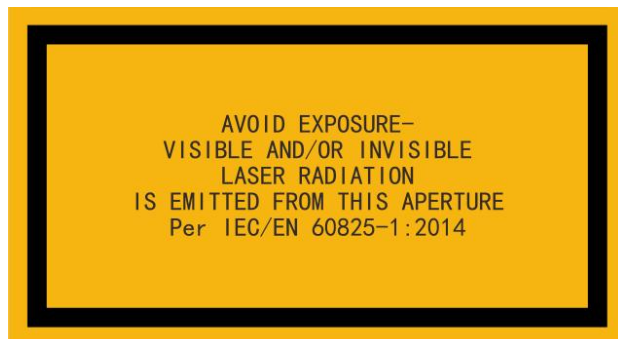 AVOID EXPOSURE-
VISIBLE AND/OR INVISIBLE
LASER RADIATION
IS EMITTED FROM THIS APERTURE
Per IEC/EN 60825-1:2014